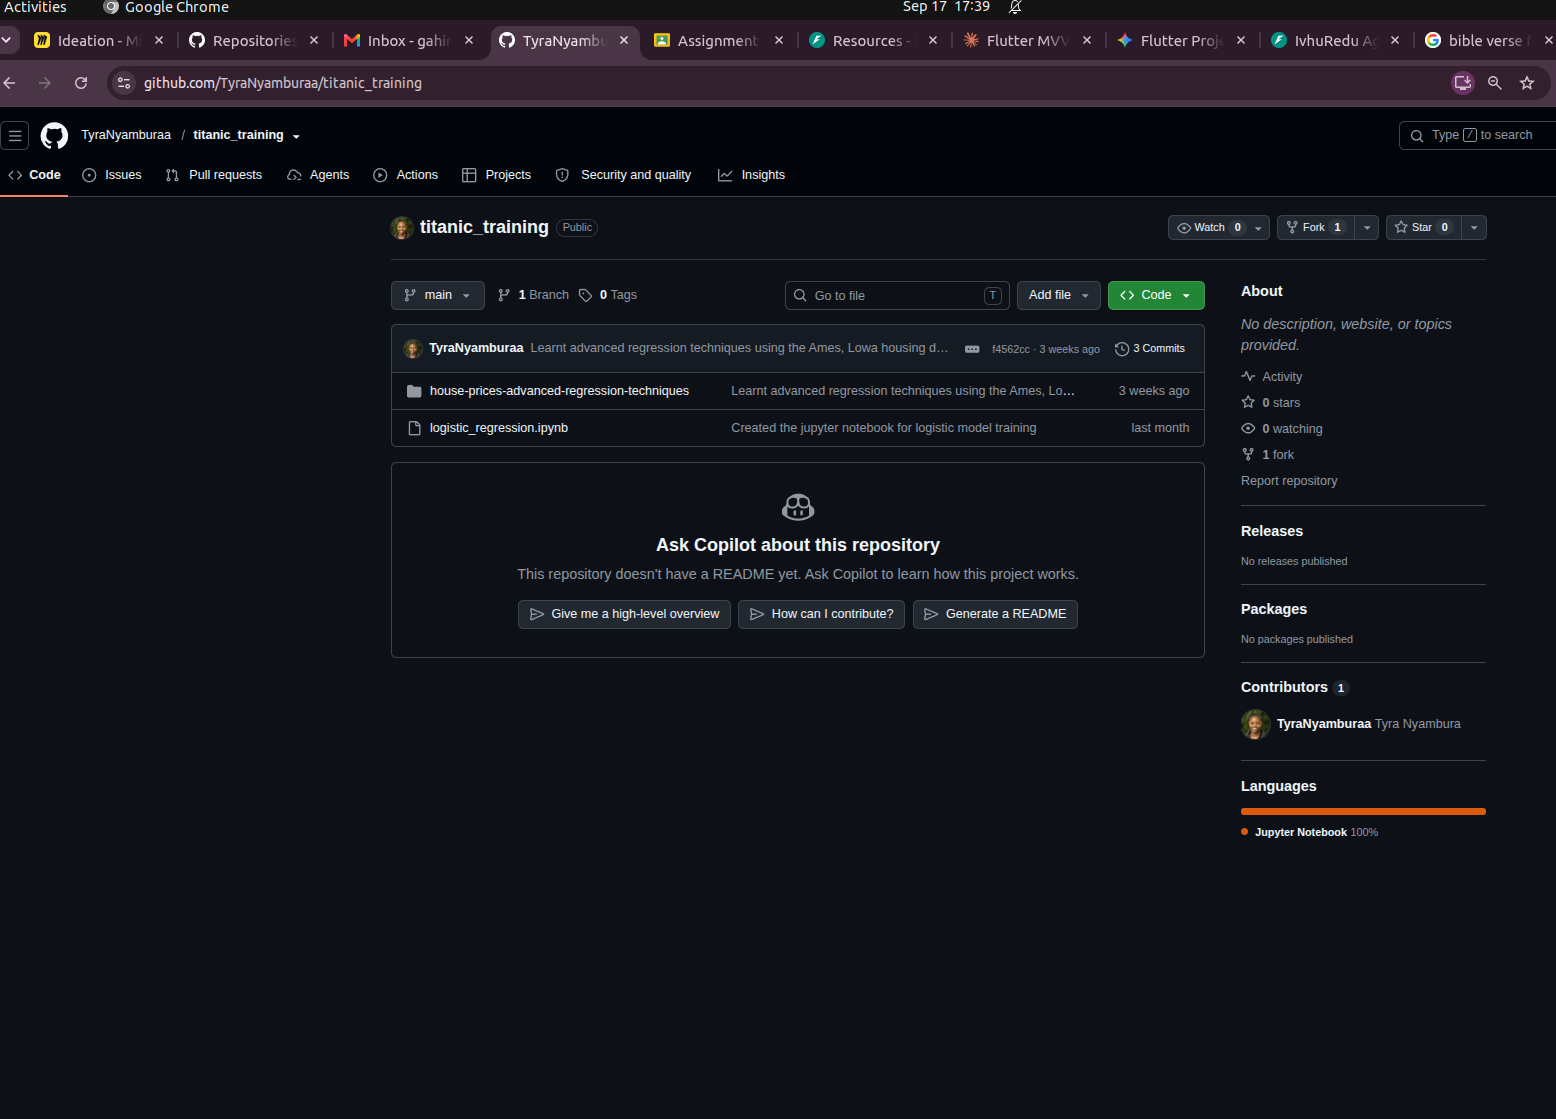 Activities Google Chrome Sep 17 17:39
Ideation - Mi Repositories Inbox - gahi TyraNyambu Assignment Resources - Flutter MVV Flutter Proje IvhuRedu Ag bible verse f
github.com/TyraNyamburaa/titanic_training
TyraNyamburaa / titanic_training Type / to search
Code Issues Pull requests Agents Actions Projects Security and quality Insights
titanic_training Public Watch 0 Fork 1 Star 0
main 1 Branch 0 Tags Go to file T Add file Code
TyraNyamburaa Learnt advanced regression techniques using the Ames, Lowa housing d… f4562cc · 3 weeks ago 3 Commits
house-prices-advanced-regression-techniques Learnt advanced regression techniques using the Ames, Lo… 3 weeks ago
logistic_regression.ipynb Created the jupyter notebook for logistic model training last month
Ask Copilot about this repository
This repository doesn't have a README yet. Ask Copilot to learn how this project works.
Give me a high-level overview How can I contribute? Generate a README
About
No description, website, or topics
provided.
Activity
0 stars
0 watching
1 fork
Report repository
Releases
No releases published
Packages
No packages published
Contributors 1
TyraNyamburaa Tyra Nyambura
Languages
Jupyter Notebook 100%